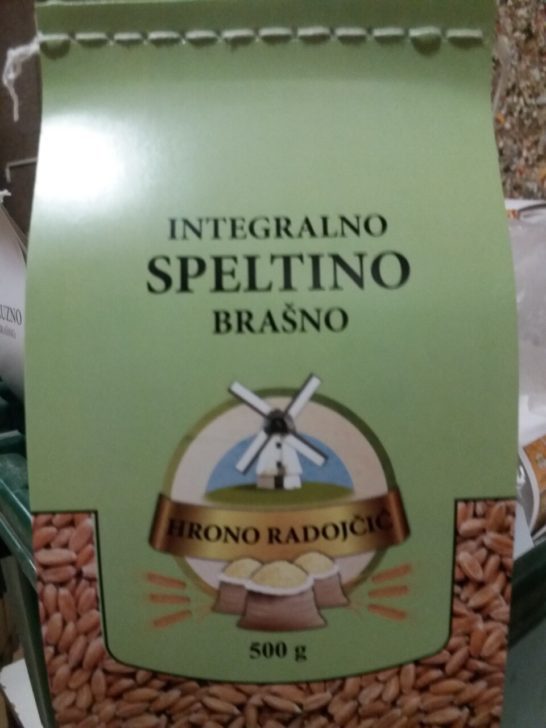 INTEGRALNO
SPELTINO
BRAŠNO
HRONO RADOJČIĆ
500 g